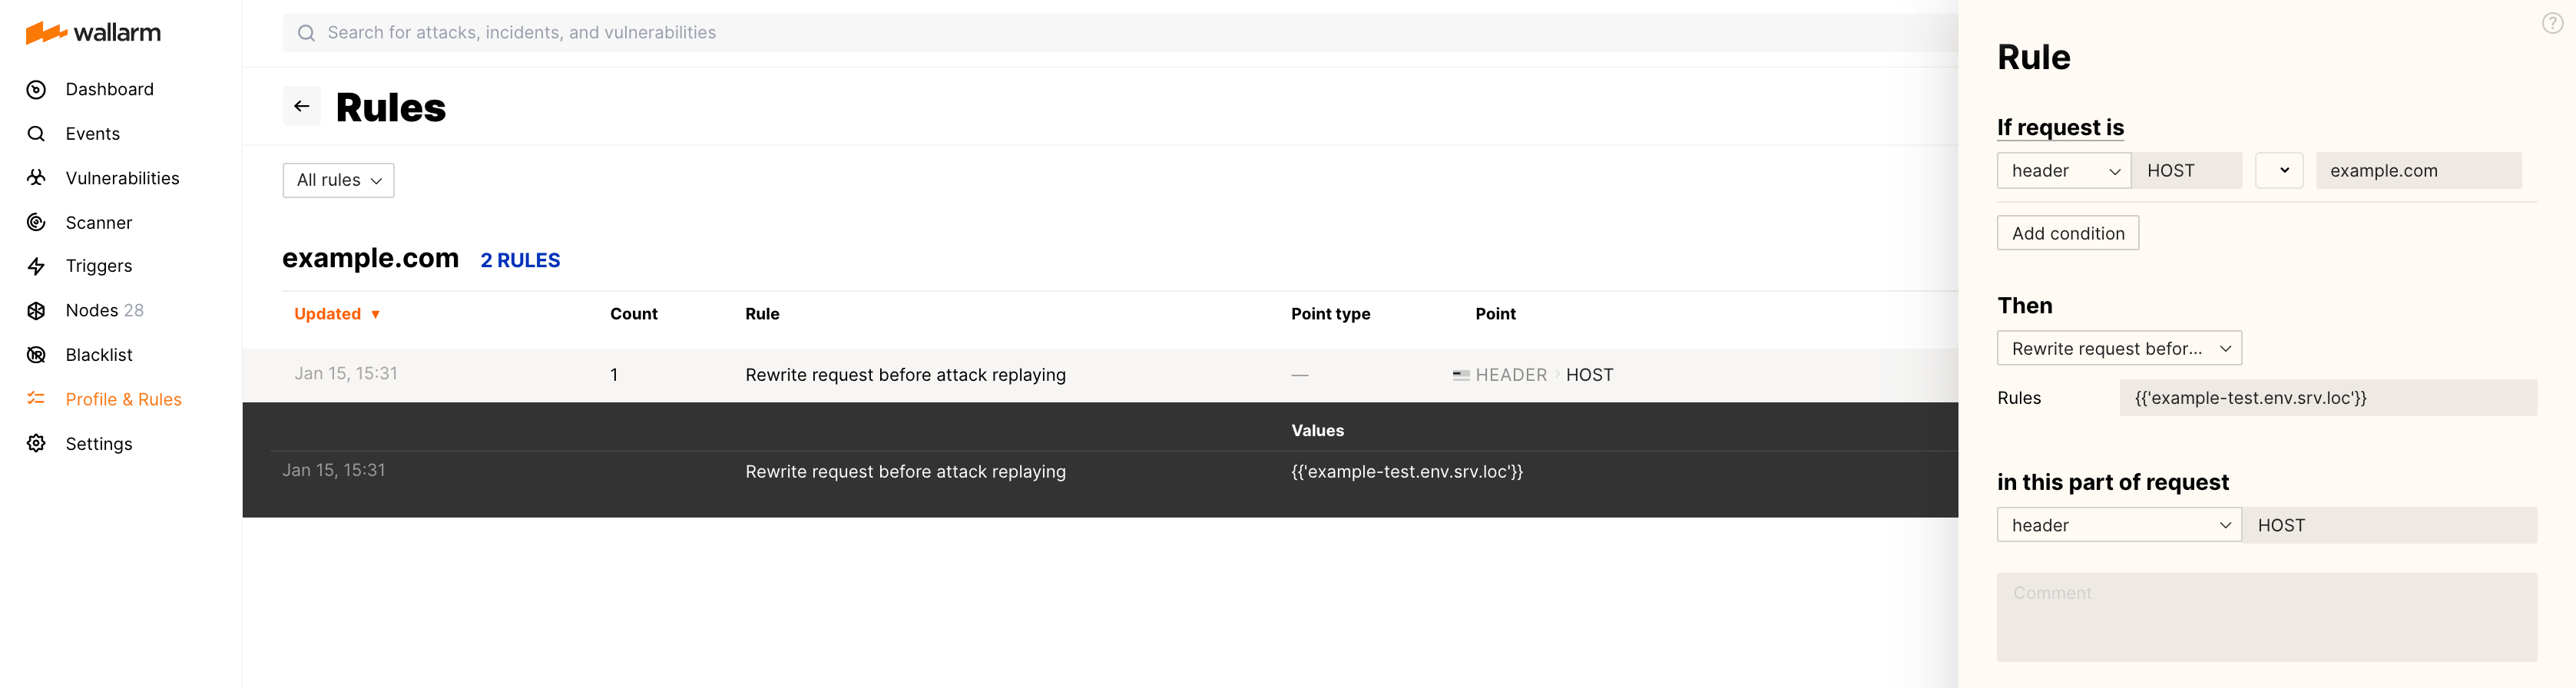 wallarm
Dashboard
Events
Vulnerabilities
Scanner
Triggers
Nodes 28
Blacklist
Profile & Rules
Settings
Search for attacks, incidents, and vulnerabilities
Rules
All rules
example.com 2 RULES
Updated ▼ Count Rule Point type Point
Jan 15, 15:31 1 Rewrite request before attack replaying — HEADER › HOST
Values
Jan 15, 15:31 Rewrite request before attack replaying {{'example-test.env.srv.loc'}}
?
Rule
If request is
header HOST example.com
Add condition
Then
Rewrite request befor...
Rules {{'example-test.env.srv.loc'}}
in this part of request
header HOST
Comment